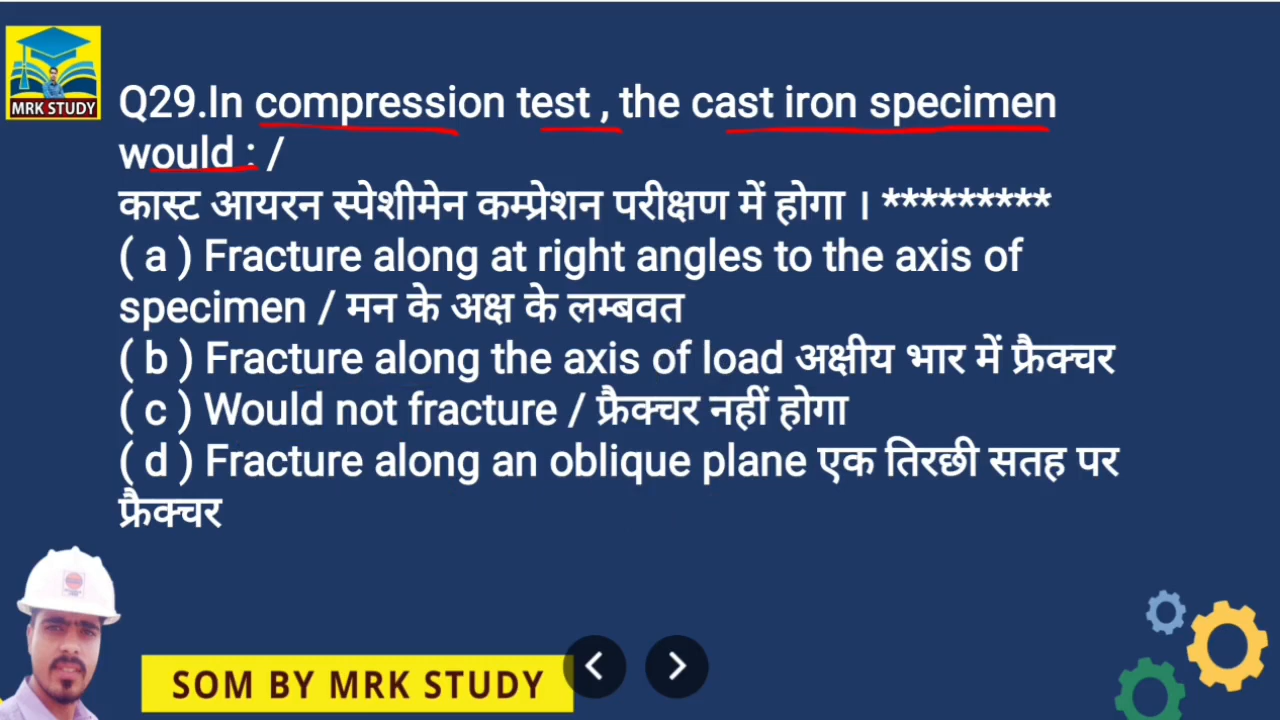 MRK STUDY
Q29.In compression test , the cast iron specimen
would : /
कास्ट आयरन स्पेशीमेन कम्प्रेशन परीक्षण में होगा । *********
( a ) Fracture along at right angles to the axis of
specimen / मन के अक्ष के लम्बवत
( b ) Fracture along the axis of load अक्षीय भार में फ्रैक्चर
( c ) Would not fracture / फ्रैक्चर नहीं होगा
( d ) Fracture along an oblique plane एक तिरछी सतह पर
फ्रैक्चर
SOM BY MRK STUDY